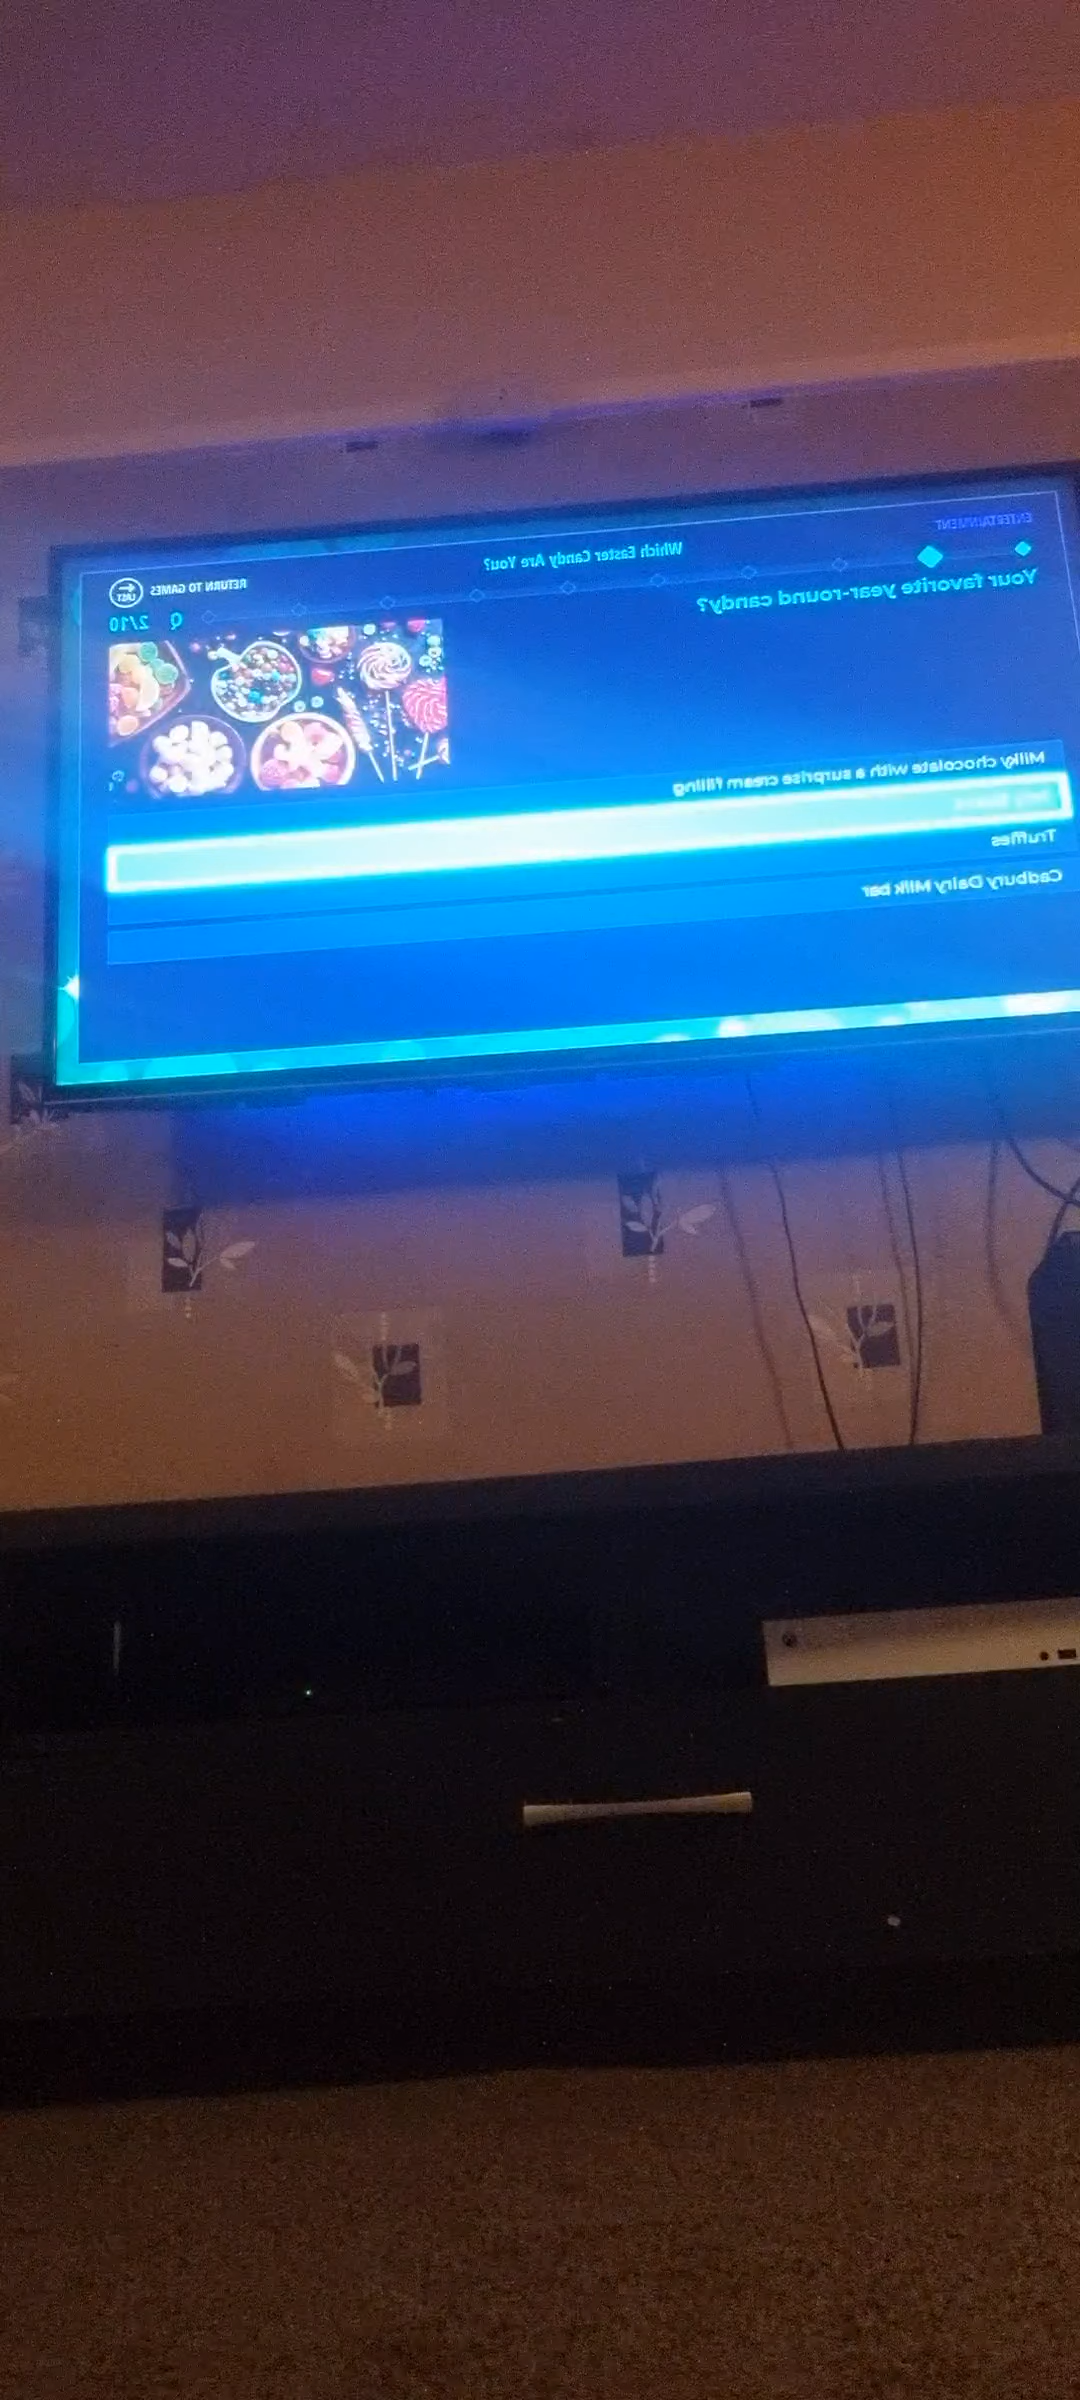 ENTERTAINMENT
Which Easter Candy Are You?
RETURN TO GAMES
LAST
Your favorite year-round candy?
Q 2/10
Milky chocolate with a surprise cream filling
Truffles
Cadbury Dairy Milk bar